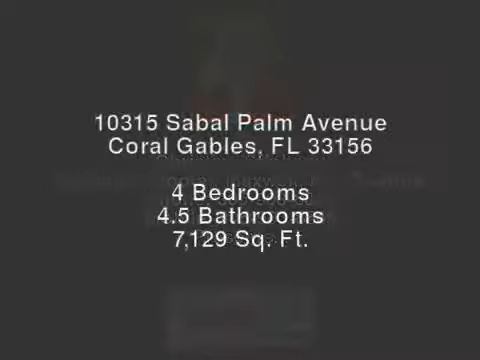 10315 Sabal Palm Avenue
Coral Gables, FL 33156
4 Bedrooms
4.5 Bathrooms
7,129 Sq. Ft.